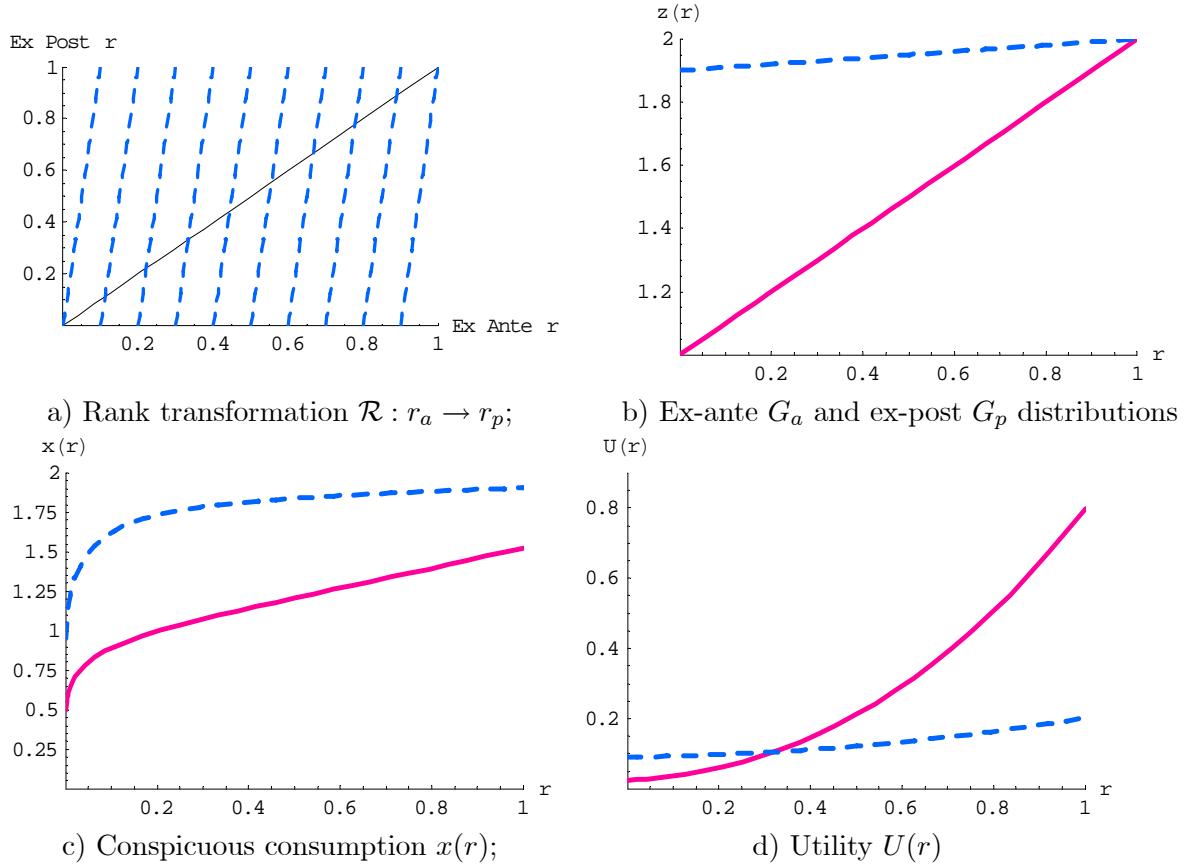 Ex Post r
1
0.8
0.6
0.4
0.2
0.2 0.4 0.6 0.8 1
Ex Ante r
a) Rank transformation R : r_a → r_p;
z(r)
2
1.8
1.6
1.4
1.2
0.2 0.4 0.6 0.8 1
r
b) Ex-ante G_a and ex-post G_p distributions
x(r)
2
1.75
1.5
1.25
1
0.75
0.5
0.25
0.2 0.4 0.6 0.8 1
r
c) Conspicuous consumption x(r);
U(r)
0.8
0.6
0.4
0.2
0.2 0.4 0.6 0.8 1
r
d) Utility U(r)